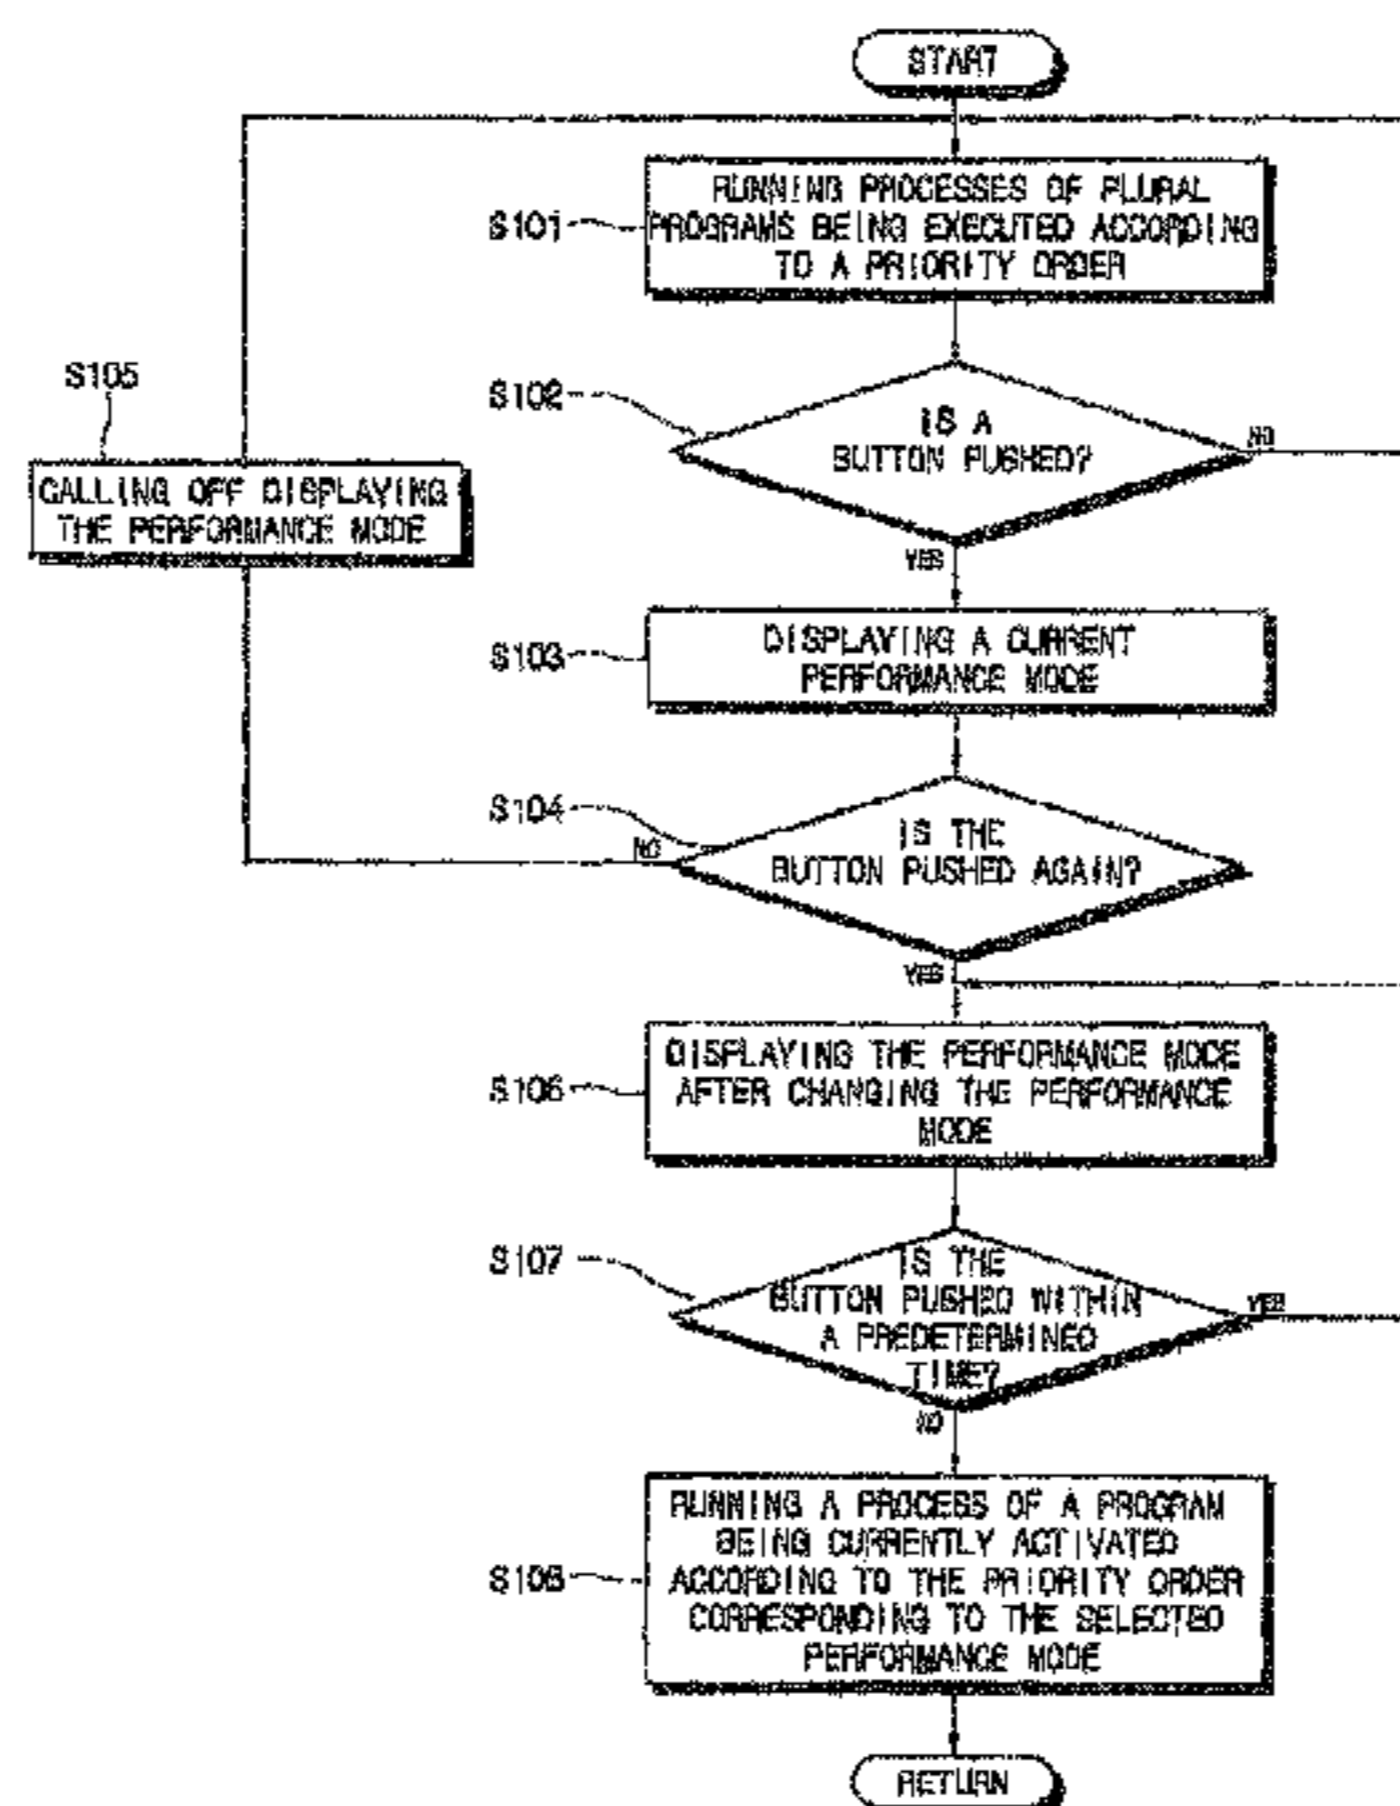 START
RUNNING PROCESSES OF PLURAL
PROGRAMS BEING EXECUTED ACCORDING
TO A PRIORITY ORDER
S101
S102
IS A
BUTTON PUSHED?
NO
YES
S105
CALLING OFF DISPLAYING
THE PERFORMANCE MODE
S103
DISPLAYING A CURRENT
PERFORMANCE MODE
S104
IS THE
BUTTON PUSHED AGAIN?
NO
YES
S106
DISPLAYING THE PERFORMANCE MODE
AFTER CHANGING THE PERFORMANCE
MODE
S107
IS THE
BUTTON PUSHED WITHIN
A PREDETERMINED
TIME?
YES
NO
S108
RUNNING A PROCESS OF A PROGRAM
BEING CURRENTLY ACTIVATED
ACCORDING TO THE PRIORITY ORDER
CORRESPONDING TO THE SELECTED
PERFORMANCE MODE
RETURN